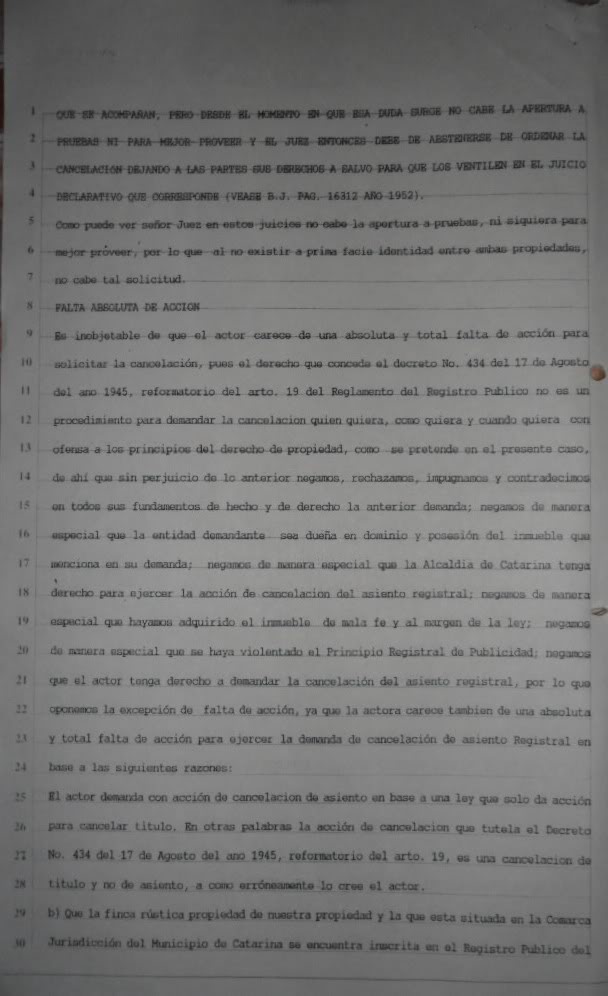 1 QUE SE ACOMPAÑAN, PERO DESDE EL MOMENTO EN QUE ESA DUDA SURGE NO CABE LA APERTURA A
2 PRUEBAS NI PARA MEJOR PROVEER Y EL JUEZ ENTONCES DEBE DE ABSTENERSE DE ORDENAR LA
3 CANCELACIÓN DEJANDO A LAS PARTES SUS DERECHOS A SALVO PARA QUE LOS VENTILEN EN EL JUICIO
4 DECLARATIVO QUE CORRESPONDE (VEASE B.J. PAG. 16312 AÑO 1952).
5 Como puede ver señor Juez en estos juicios no cabe la apertura a pruebas, ni siquiera para
6 mejor próveer, por lo que al no existir a prima facie identidad entre ambas propiedades,
7 no cabe tal solicitud.
8 FALTA ABSOLUTA DE ACCION
9 Es inobjetable de que el actor carece de una absoluta y total falta de acción para
10 solicitar la cancelación, pues el derecho que concede el decreto No. 434 del 17 de Agosto
11 del ano 1945, reformatorio del arto. 19 del Reglamento del Registro Publico no es un
12 procedimiento para demandar la cancelacion quien quiera, como quiera y cuando quiera con
13 ofensa a los principios del derecho de propiedad, como se pretende en el presente caso,
14 de ahí que sin perjuicio de lo anterior negamos, rechazamos, impugnamos y contradecimos
15 en todos sus fundamentos de hecho y de derecho la anterior demanda; negamos de manera
16 especial que la entidad demandante sea dueña en dominio y posesión del inmueble que
17 menciona en su demanda; negamos de manera especial que la Alcaldia de Catarina tenga
18 derecho para ejercer la acción de cancelacion del asiento registral; negamos de manera
19 especial que hayamos adquirido el inmueble de mala fe y al margen de la ley; negamos
20 de manera especial que se haya violentado el Principio Registral de Publicidad; negamos
21 que el actor tenga derecho a demandar la cancelación del asiento registral, por lo que
22 oponemos la excepción de falta de acción, ya que la actora carece tambien de una absoluta
23 y total falta de acción para ejercer la demanda de cancelación de asiento Registral en
24 base a las siguientes razones:
25 El actor demanda con acción de cancelacion de asiento en base a una ley que solo da acción
26 para cancelar titulo. En otras palabras la acción de cancelacion que tutela el Decreto
27 No. 434 del 17 de Agosto del ano 1945, reformatorio del arto. 19, es una cancelacion de
28 titulo y no de asiento, a como erróneamente lo cree el actor.
29 b) Que la finca rústica propiedad de nuestra propiedad y la que esta situada en la Comarca
30 Jurisdicción del Municipio de Catarina se encuentra inscrita en el Registro Publico del